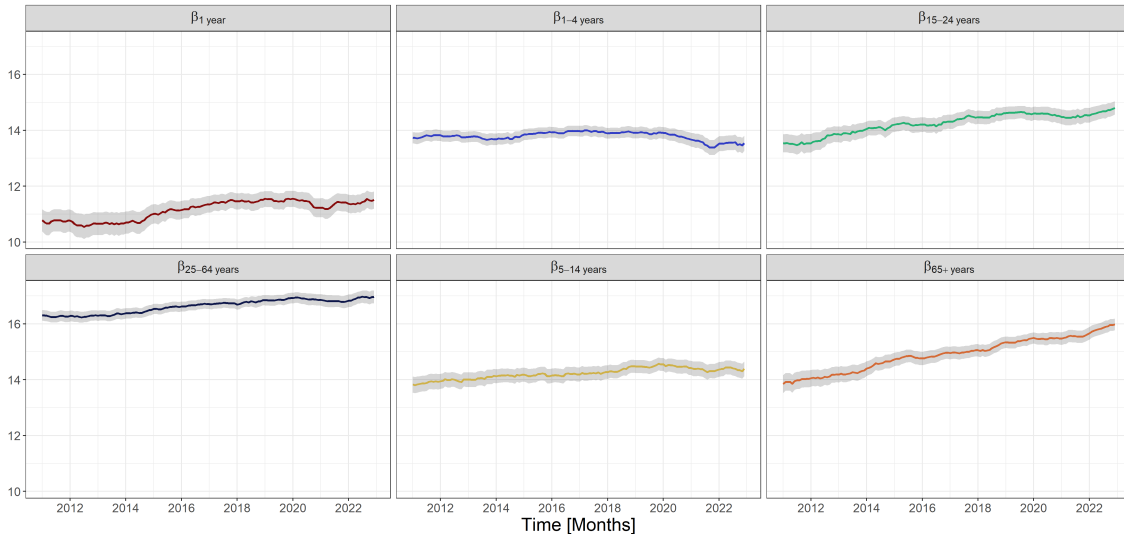 β1 year
β1−4 years
β15−24 years
16
14
12
10
β25−64 years
β5−14 years
β65+ years
16
14
12
10
2012 2014 2016 2018 2020 2022
2012 2014 2016 2018 2020 2022
2012 2014 2016 2018 2020 2022
Time [Months]